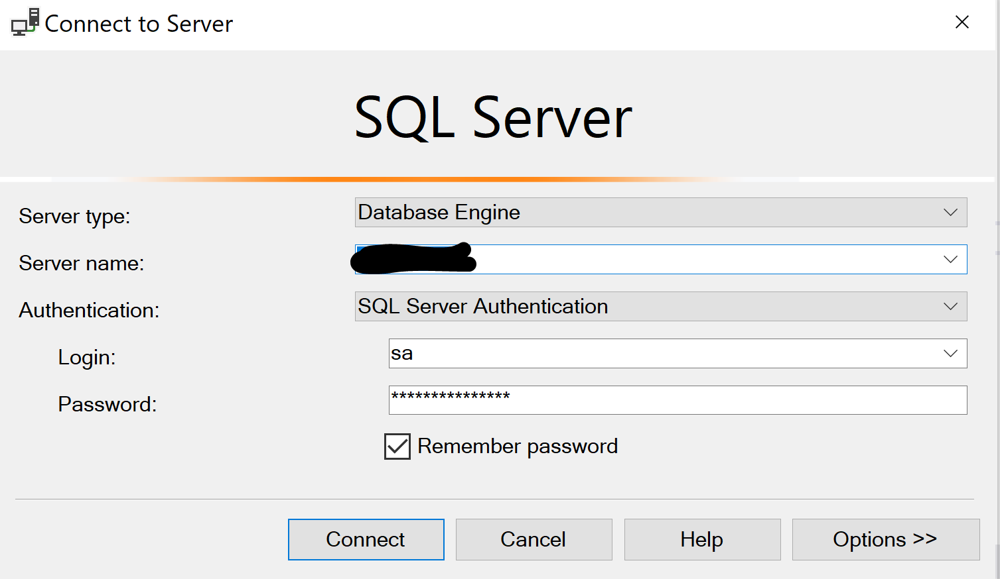 Connect to Server
SQL Server
Server type:
Database Engine
Server name:
Authentication:
SQL Server Authentication
Login:
sa
Password:
***************
Remember password
Connect
Cancel
Help
Options >>